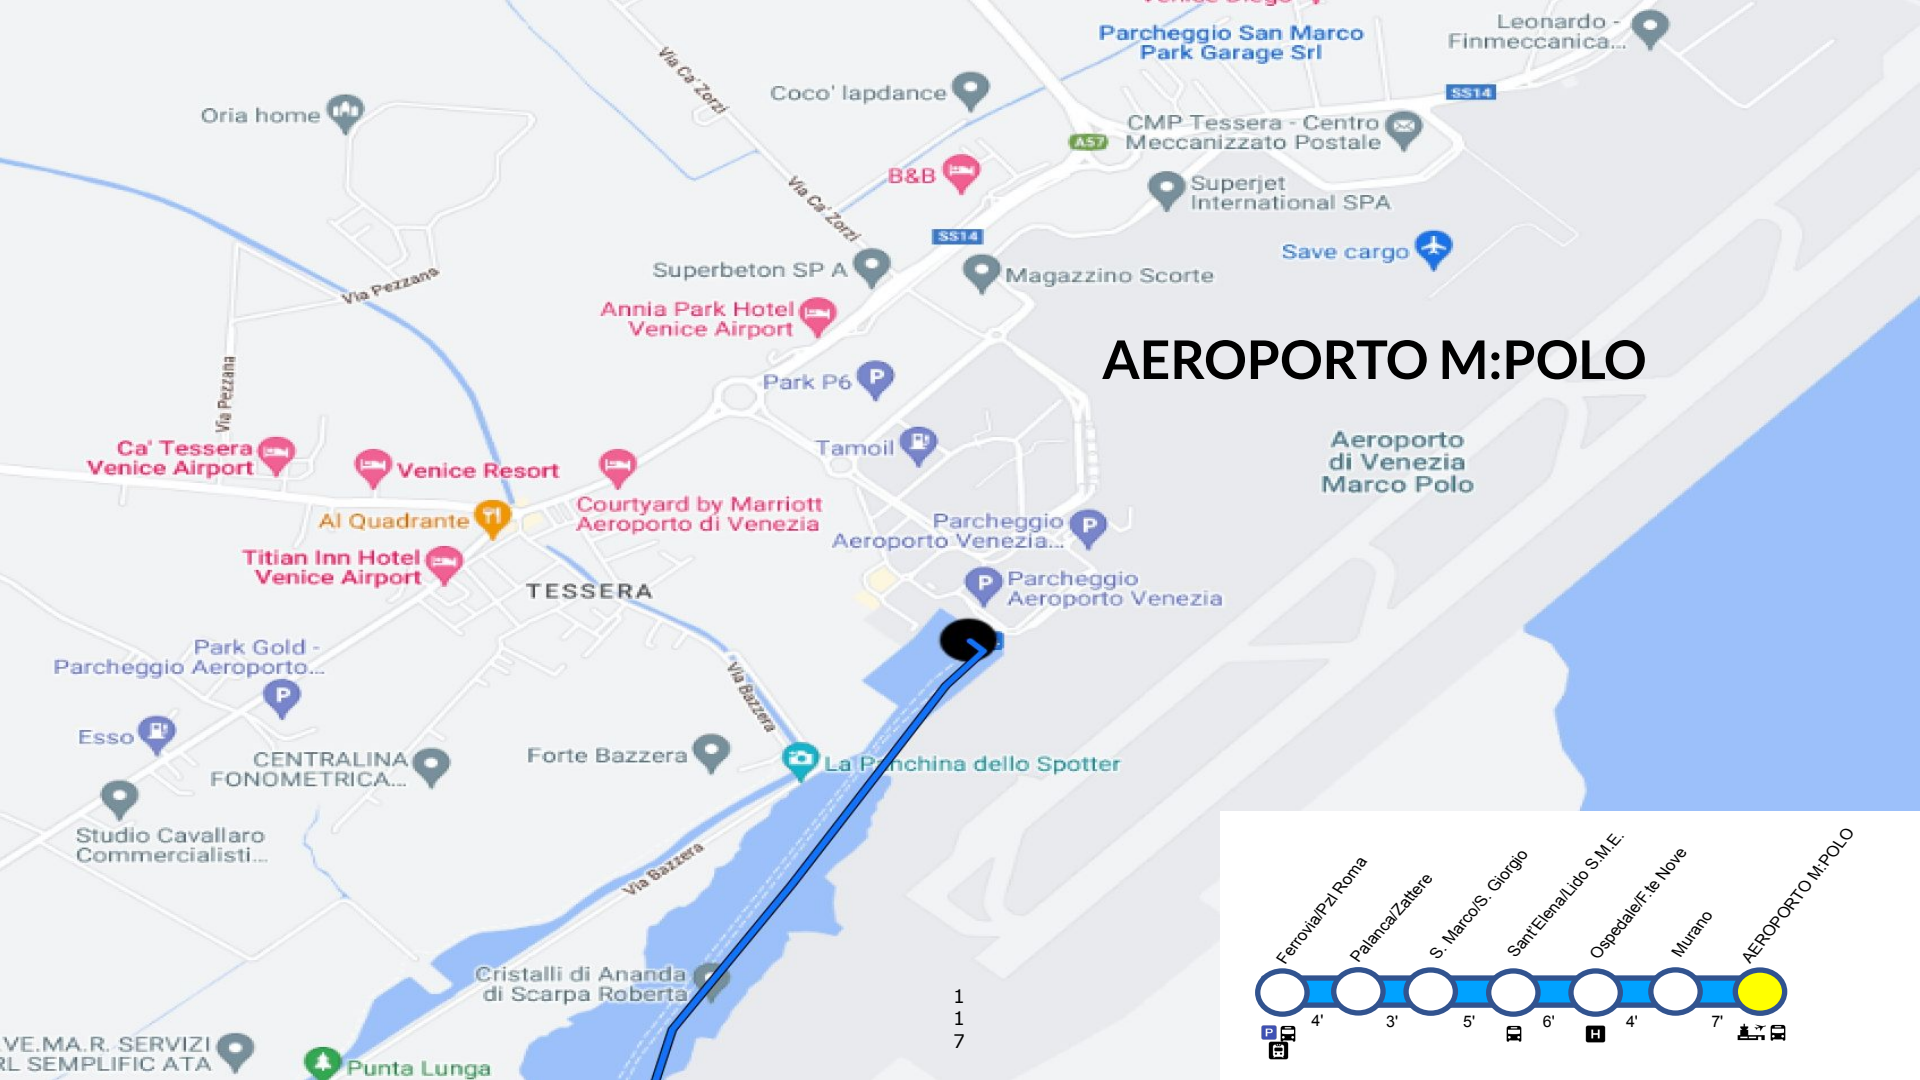 Parcheggio San Marco
Park Garage Srl
Leonardo -
Finmeccanica...
Via Ca' Zorzi
Coco' lapdance
SS14
Oria home
CMP Tessera - Centro
Meccanizzato Postale
A57
B&B
Superjet
International SPA
Via Ca' Zorzi
SS14
Save cargo
Superbeton SP A
Magazzino Scorte
Via Pezzana
Annia Park Hotel
Venice Airport
AEROPORTO M:POLO
Park P6
P
Via Pezzana
Aeroporto
di Venezia
Marco Polo
Tamoil
Ca' Tessera
Venice Airport
Venice Resort
Courtyard by Marriott
Aeroporto di Venezia
Al Quadrante
Parcheggio
Aeroporto Venezia...
P
Titian Inn Hotel
Venice Airport
TESSERA
P
Parcheggio
Aeroporto Venezia
Park Gold -
Parcheggio Aeroporto...
P
Via Bazzera
Esso
CENTRALINA
FONOMETRICA...
Forte Bazzera
La Panchina dello Spotter
Studio Cavallaro
Commercialisti...
Via Bazzera
Cristalli di Ananda
di Scarpa Roberta
VE.MA.R. SERVIZI
RL SEMPLIFIC ATA
Punta Lunga
1
1
7
Ferrovia/Pzl Roma
Palanca/Zattere
S. Marco/S. Giorgio
Sant'Elena/Lido S.M.E.
Ospedale/F.te Nove
Murano
AEROPORTO M:POLO
4'
3'
5'
6'
4'
7'
P
H